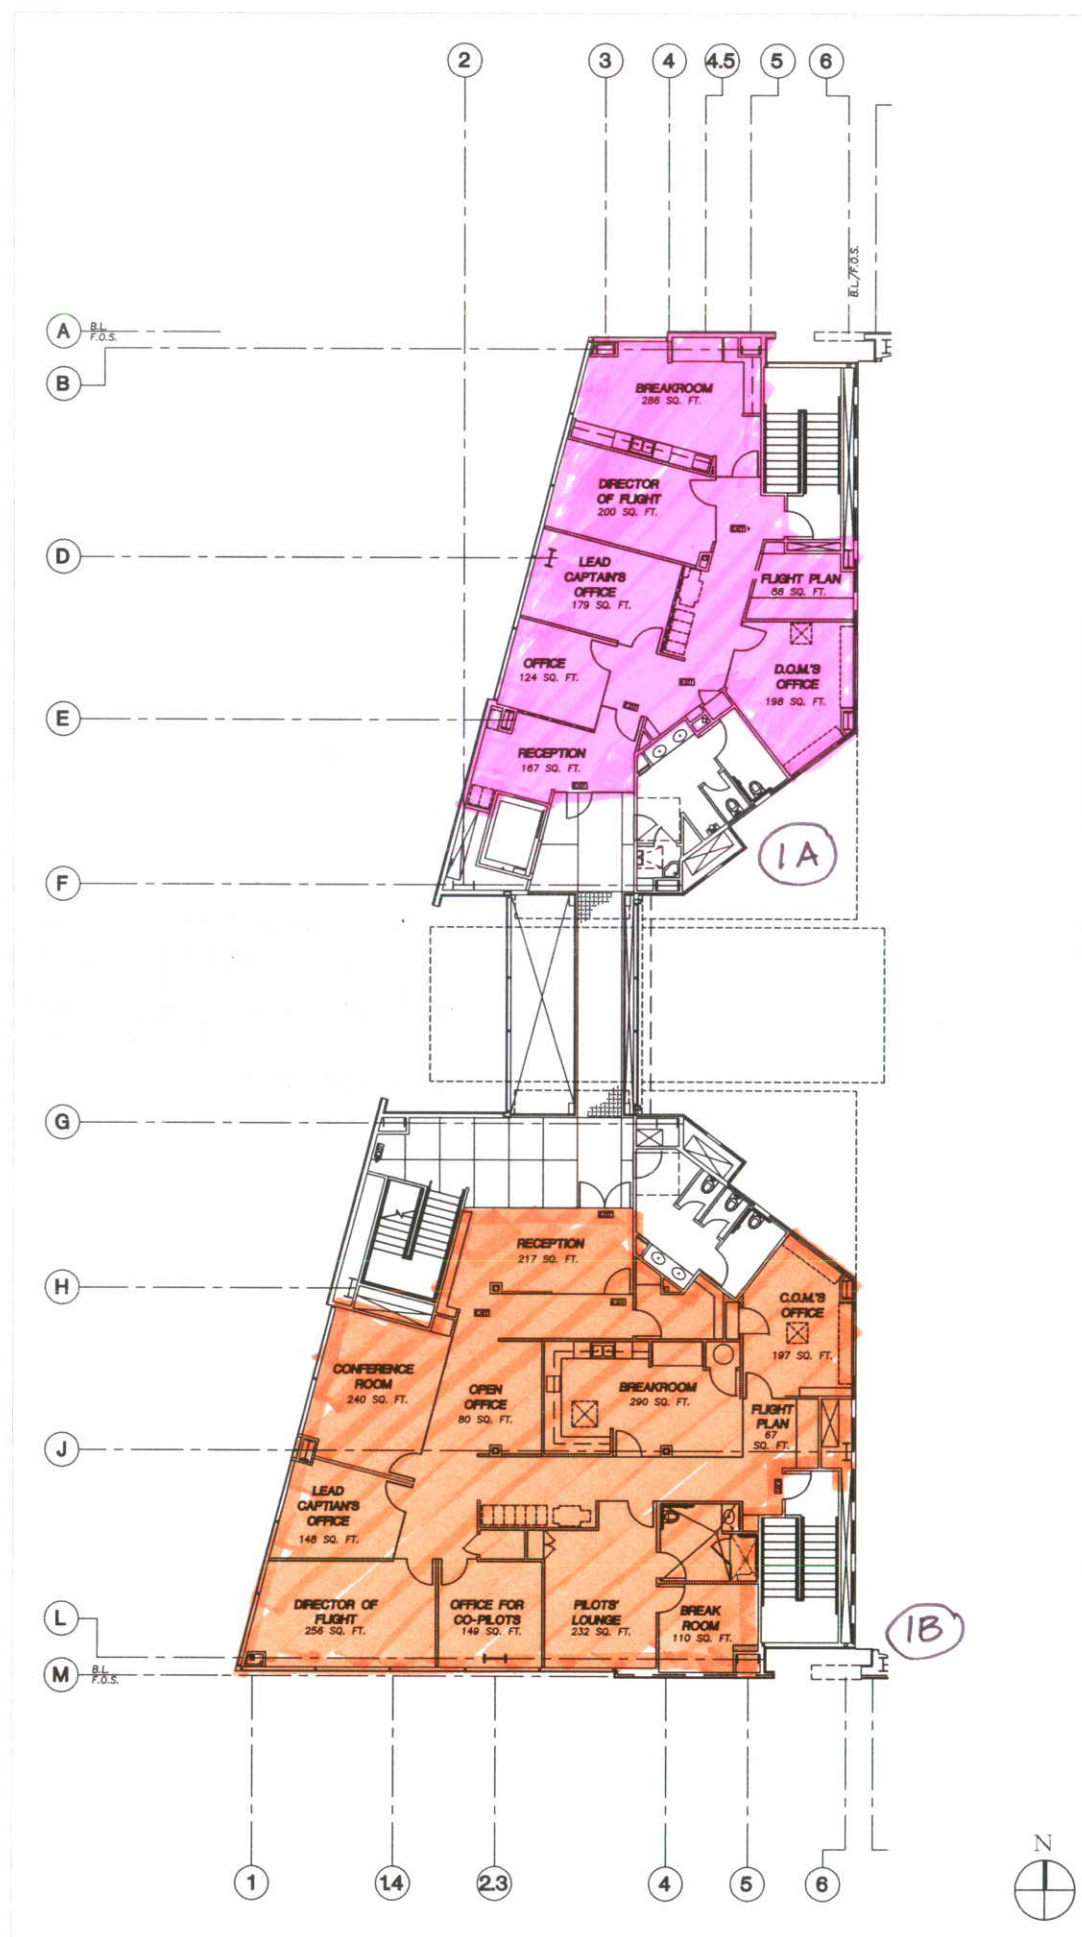 2
3
4
4.5
5
6
B.L./F.O.S.
A
B.L.
F.O.S.
B
BREAKROOM
286 SQ. FT.
DIRECTOR
OF FLIGHT
200 SQ. FT.
D
LEAD
CAPTAIN'S
OFFICE
179 SQ. FT.
FLIGHT PLAN
68 SQ. FT.
OFFICE
124 SQ. FT.
D.O.M.'S
OFFICE
198 SQ. FT.
E
RECEPTION
167 SQ. FT.
1A
F
G
RECEPTION
217 SQ. FT.
H
C.O.M.'S
OFFICE
197 SQ. FT.
CONFERENCE
ROOM
240 SQ. FT.
OPEN
OFFICE
80 SQ. FT.
BREAKROOM
290 SQ. FT.
FLIGHT
PLAN
67
SQ. FT.
J
LEAD
CAPTIAN'S
OFFICE
148 SQ. FT.
DIRECTOR OF
FLIGHT
256 SQ. FT.
OFFICE FOR
CO-PILOTS
149 SQ. FT.
PILOTS'
LOUNGE
232 SQ. FT.
BREAK
ROOM
110 SQ. FT.
1B
L
M
B.L.
F.O.S.
1
1.4
2.3
4
5
6
N